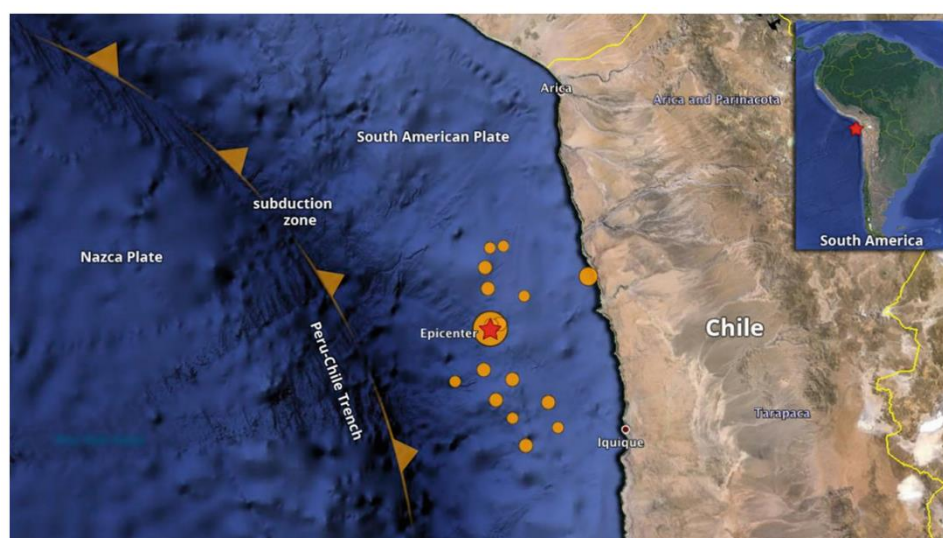 Arica
Arica and Parinacota
South American Plate
subduction
zone
Nazca Plate
South America
Epicenter
Chile
Peru-Chile Trench
Tarapaca
Iquique